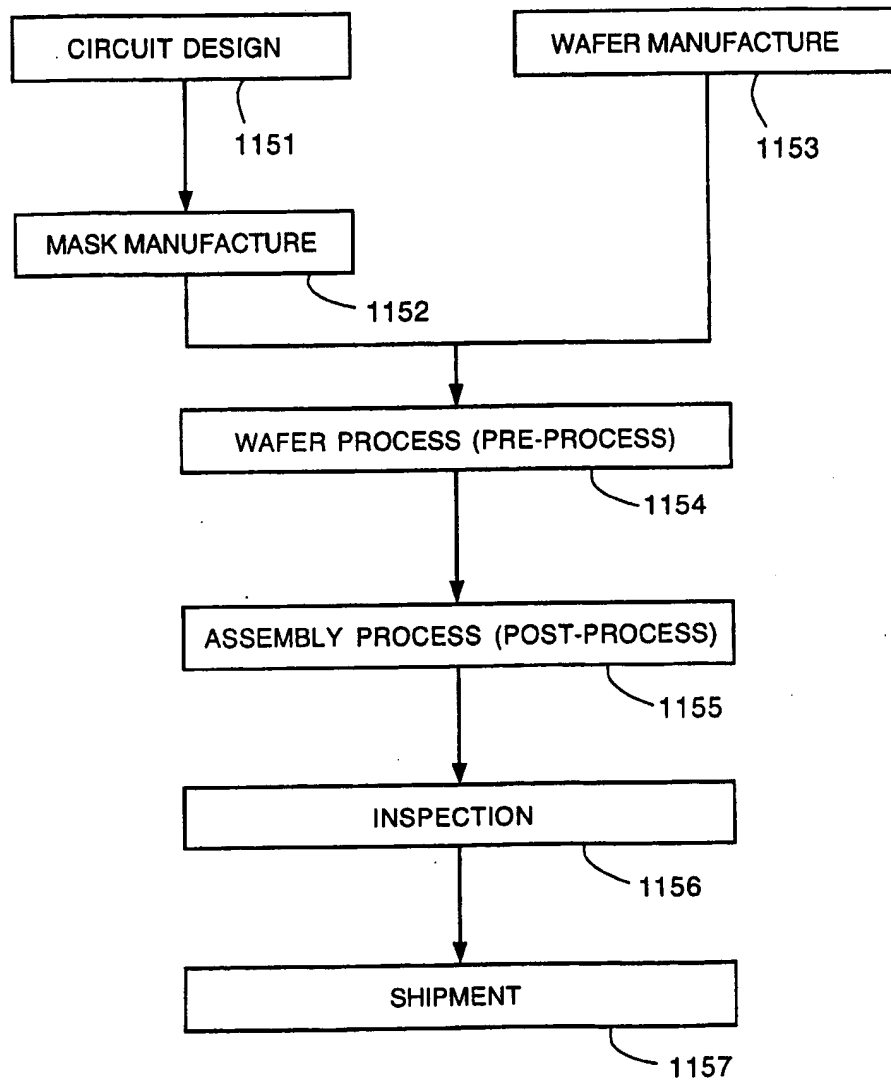 CIRCUIT DESIGN
1151
WAFER MANUFACTURE
1153
MASK MANUFACTURE
1152
WAFER PROCESS (PRE-PROCESS)
1154
ASSEMBLY PROCESS (POST-PROCESS)
1155
INSPECTION
1156
SHIPMENT
1157